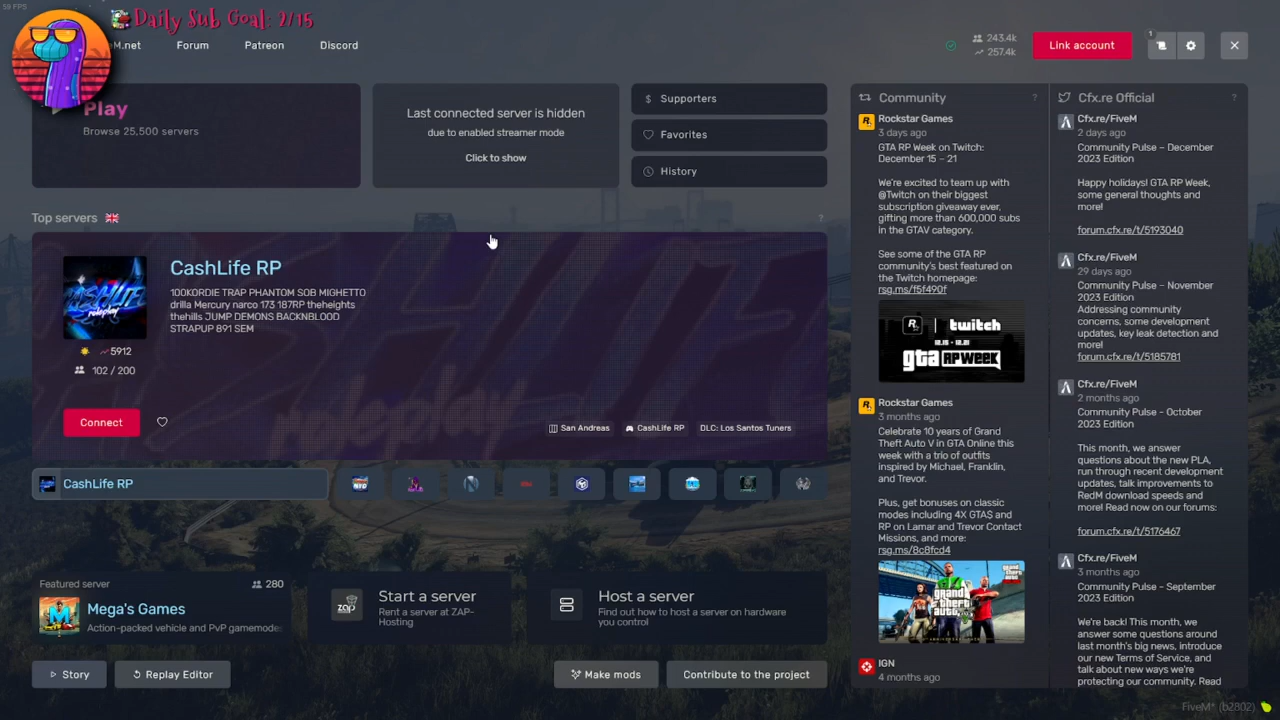 59 FPS
Daily Sub Goal: 2/15
M.net
Forum
Patreon
Discord
243.4k
257.4k
Link account
1
Play
Browse 25,500 servers
Last connected server is hidden
due to enabled streamer mode
Click to show
$ Supporters
Favorites
History
Top servers
?
CashLife RP
100KORDIE TRAP PHANTOM SOB MIGHETTO
drilla Mercury narco 173 187RP theheights
thehills JUMP DEMONS BACKNBLOOD
STRAPUP 891 SEM
5912
102 / 200
Connect
San Andreas
CashLife RP
DLC: Los Santos Tuners
CashLife RP
Featured server
280
Mega's Games
Action-packed vehicle and PvP gamemode
ZAP
Start a server
Rent a server at ZAP-
Hosting
Host a server
Find out how to host a server on hardware
you control
Story
Replay Editor
Make mods
Contribute to the project
Community
?
Rockstar Games
3 days ago
GTA RP Week on Twitch:
December 15 – 21
We're excited to team up with
@Twitch on their biggest
subscription giveaway ever,
gifting more than 600,000 subs
in the GTAV category.
See some of the GTA RP
community's best featured on
the Twitch homepage:
rsg.ms/f5f490f
R | twitch
12.15 - 12.21
gta RP WEEK
Rockstar Games
3 months ago
Celebrate 10 years of Grand
Theft Auto V in GTA Online this
week with a trio of outfits
inspired by Michael, Franklin,
and Trevor.
Plus, get bonuses on classic
modes including 4X GTA$ and
RP on Lamar and Trevor Contact
Missions, and more:
rsg.ms/8c8fcd4
grand
theft
auto
IGN
4 months ago
Cfx.re Official
?
Cfx.re/FiveM
2 days ago
Community Pulse – December
2023 Edition
Happy holidays! GTA RP Week,
some general thoughts and
more!
forum.cfx.re/t/5193040
Cfx.re/FiveM
29 days ago
Community Pulse – November
2023 Edition
Addressing community
concerns, some development
updates, key leak detection and
more!
forum.cfx.re/t/5185781
Cfx.re/FiveM
2 months ago
Community Pulse – October
2023 Edition
This month, we answer
questions about the new PLA,
run through recent development
updates, talk improvements to
RedM download speeds and
more! Read now on our forums:
forum.cfx.re/t/5176467
Cfx.re/FiveM
3 months ago
Community Pulse – September
2023 Edition
We're back! This month, we
answer some questions around
last month's big news, introduce
our new Terms of Service, and
talk about new ways we're
protecting our community. Read
FiveM* (b2802)